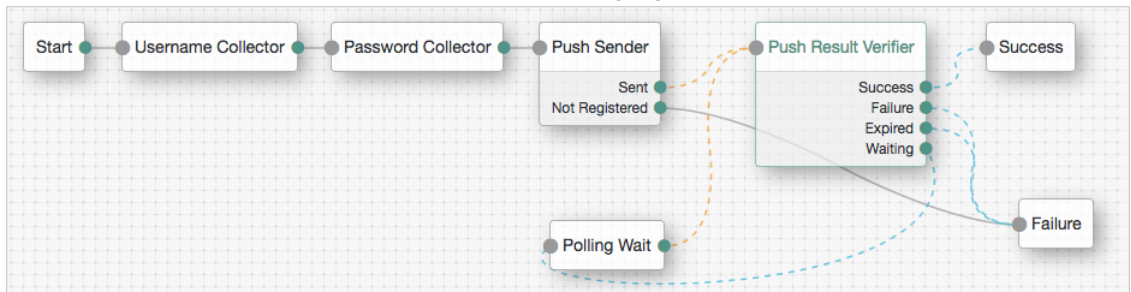 Start
Username Collector
Password Collector
Push Sender
Sent
Not Registered
Push Result Verifier
Success
Failure
Expired
Waiting
Success
Failure
Polling Wait